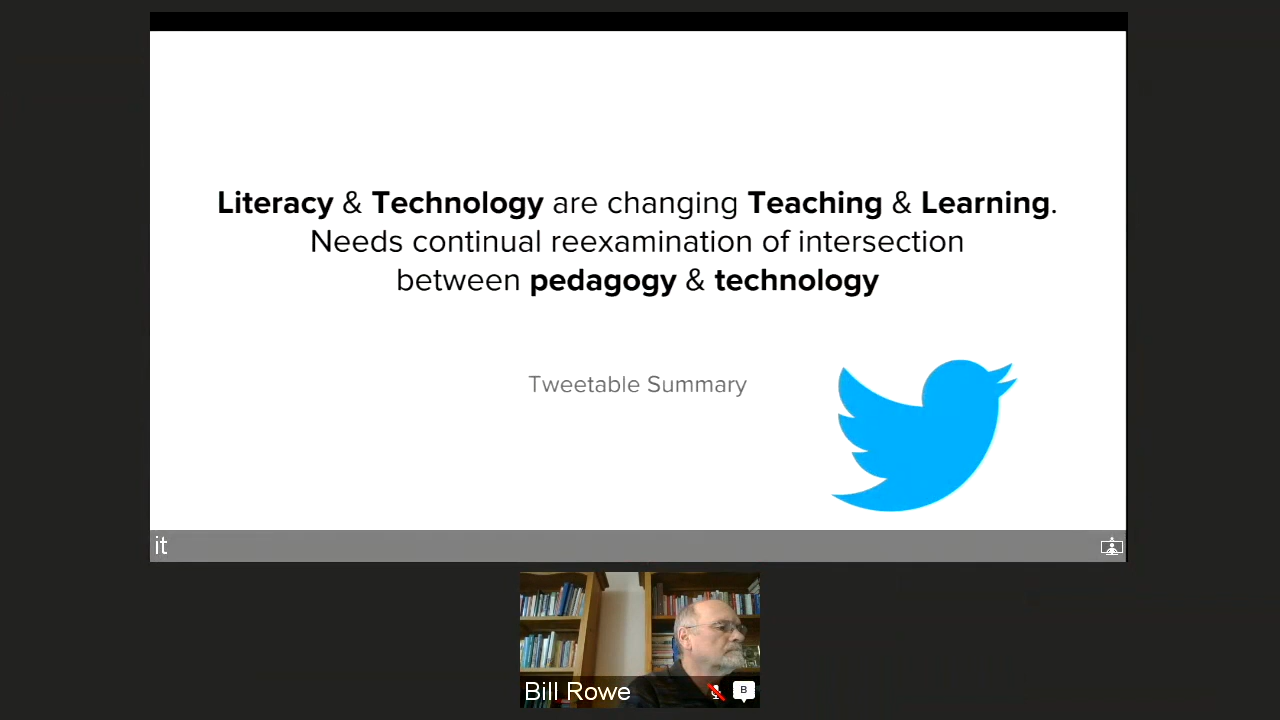 Literacy & Technology are changing Teaching & Learning.
Needs continual reexamination of intersection
between pedagogy & technology
Tweetable Summary
it
Bill Rowe
B